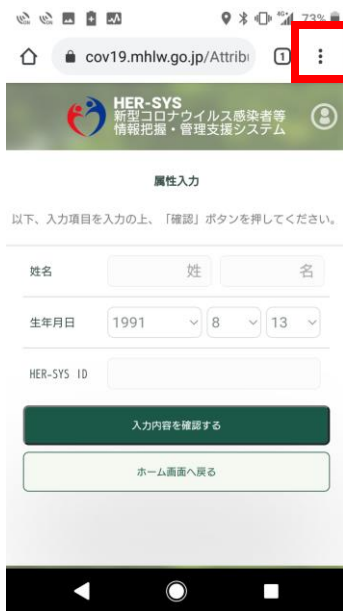 73%
cov19.mhlw.go.jp/Attrib
1
HER-SYS
新型コロナウイルス感染者等
情報把握・管理支援システム
属性入力
以下、入力項目を入力の上、「確認」ボタンを押してください。
姓名 姓 名
生年月日 1991 8 13
HER-SYS ID
入力内容を確認する
ホーム画面へ戻る